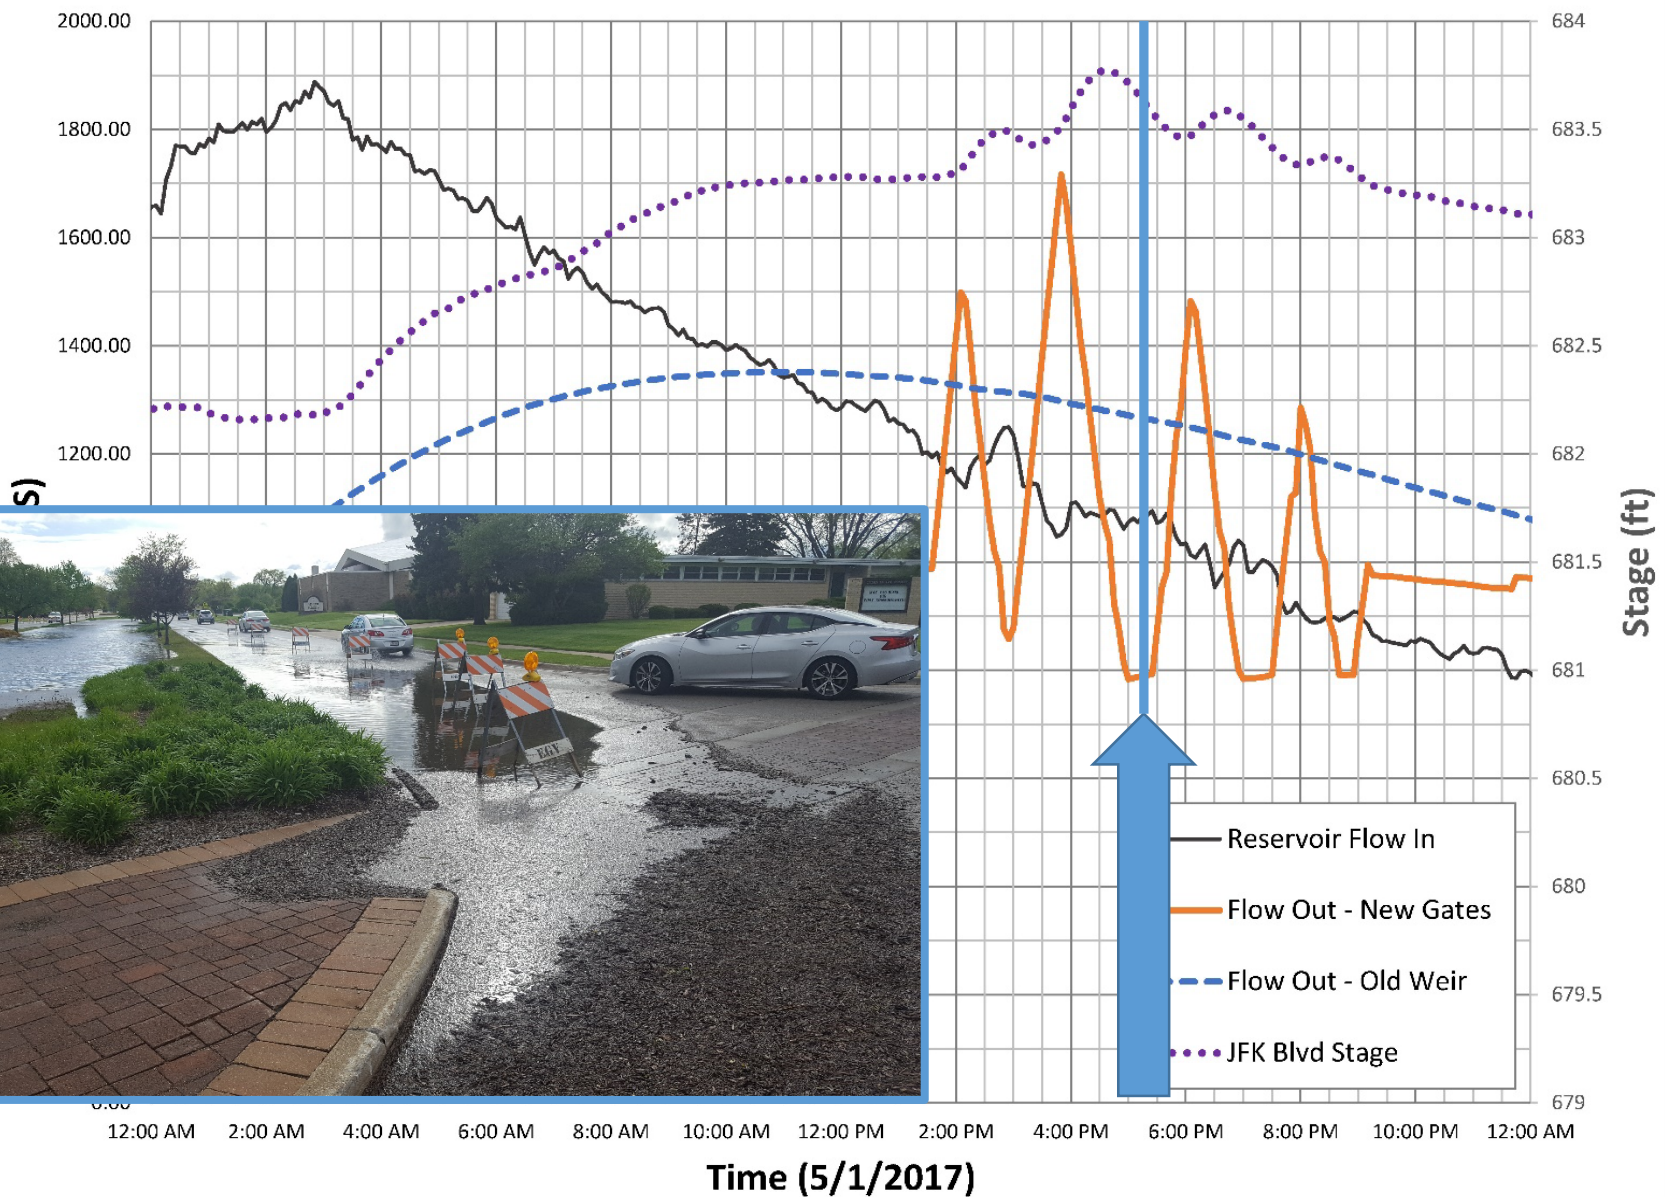 2000.00
1800.00
1600.00
1400.00
1200.00
S)
684
683.5
683
682.5
682
681.5
681
680.5
680
679.5
679
Stage (ft)
Reservoir Flow In
Flow Out - New Gates
Flow Out - Old Weir
JFK Blvd Stage
EGV
12:00 AM 2:00 AM 4:00 AM 6:00 AM 8:00 AM 10:00 AM 12:00 PM 2:00 PM 4:00 PM 6:00 PM 8:00 PM 10:00 PM 12:00 AM
Time (5/1/2017)